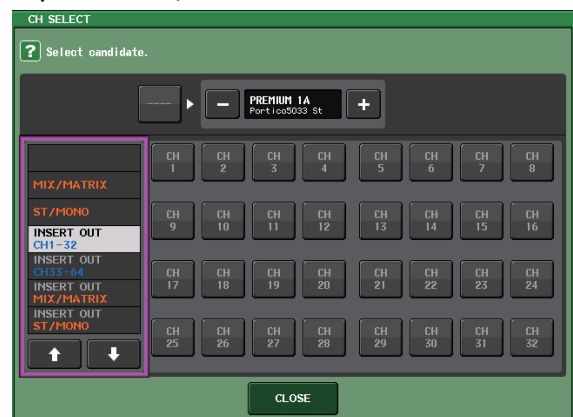 CH SELECT
? Select candidate.
----
− PREMIUM 1A +
Portico5033 St
MIX/MATRIX
ST/MONO
INSERT OUT
CH1-32
INSERT OUT
CH33-64
INSERT OUT
MIX/MATRIX
INSERT OUT
ST/MONO
CH 1
CH 2
CH 3
CH 4
CH 5
CH 6
CH 7
CH 8
CH 9
CH 10
CH 11
CH 12
CH 13
CH 14
CH 15
CH 16
CH 17
CH 18
CH 19
CH 20
CH 21
CH 22
CH 23
CH 24
CH 25
CH 26
CH 27
CH 28
CH 29
CH 30
CH 31
CH 32
CLOSE